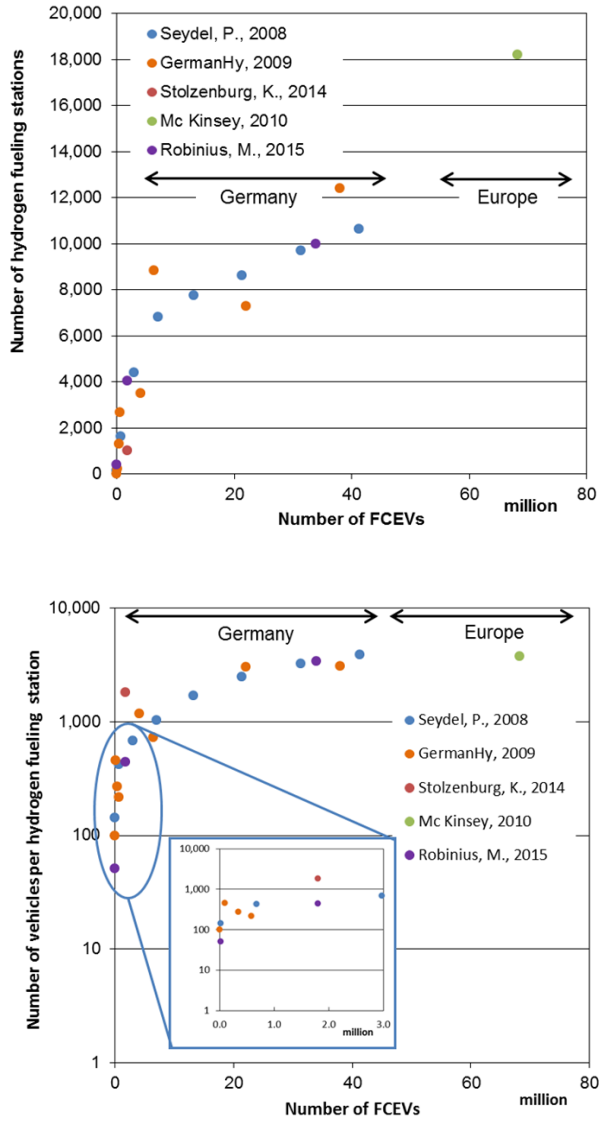 20,000
18,000
16,000
14,000
12,000
10,000
8,000
6,000
4,000
2,000
0
Number of hydrogen fueling stations
Seydel, P., 2008
GermanHy, 2009
Stolzenburg, K., 2014
Mc Kinsey, 2010
Robinius, M., 2015
Germany
Europe
0
20
40
60
80
million
Number of FCEVs
10,000
1,000
100
10
1
Number of vehiclesper hydrogen fueling station
Germany
Europe
Seydel, P., 2008
GermanHy, 2009
Stolzenburg, K., 2014
Mc Kinsey, 2010
Robinius, M., 2015
10,000
1,000
100
10
1
0.0
1.0
2.0
3.0
million
0
20
40
60
80
million
Number of FCEVs